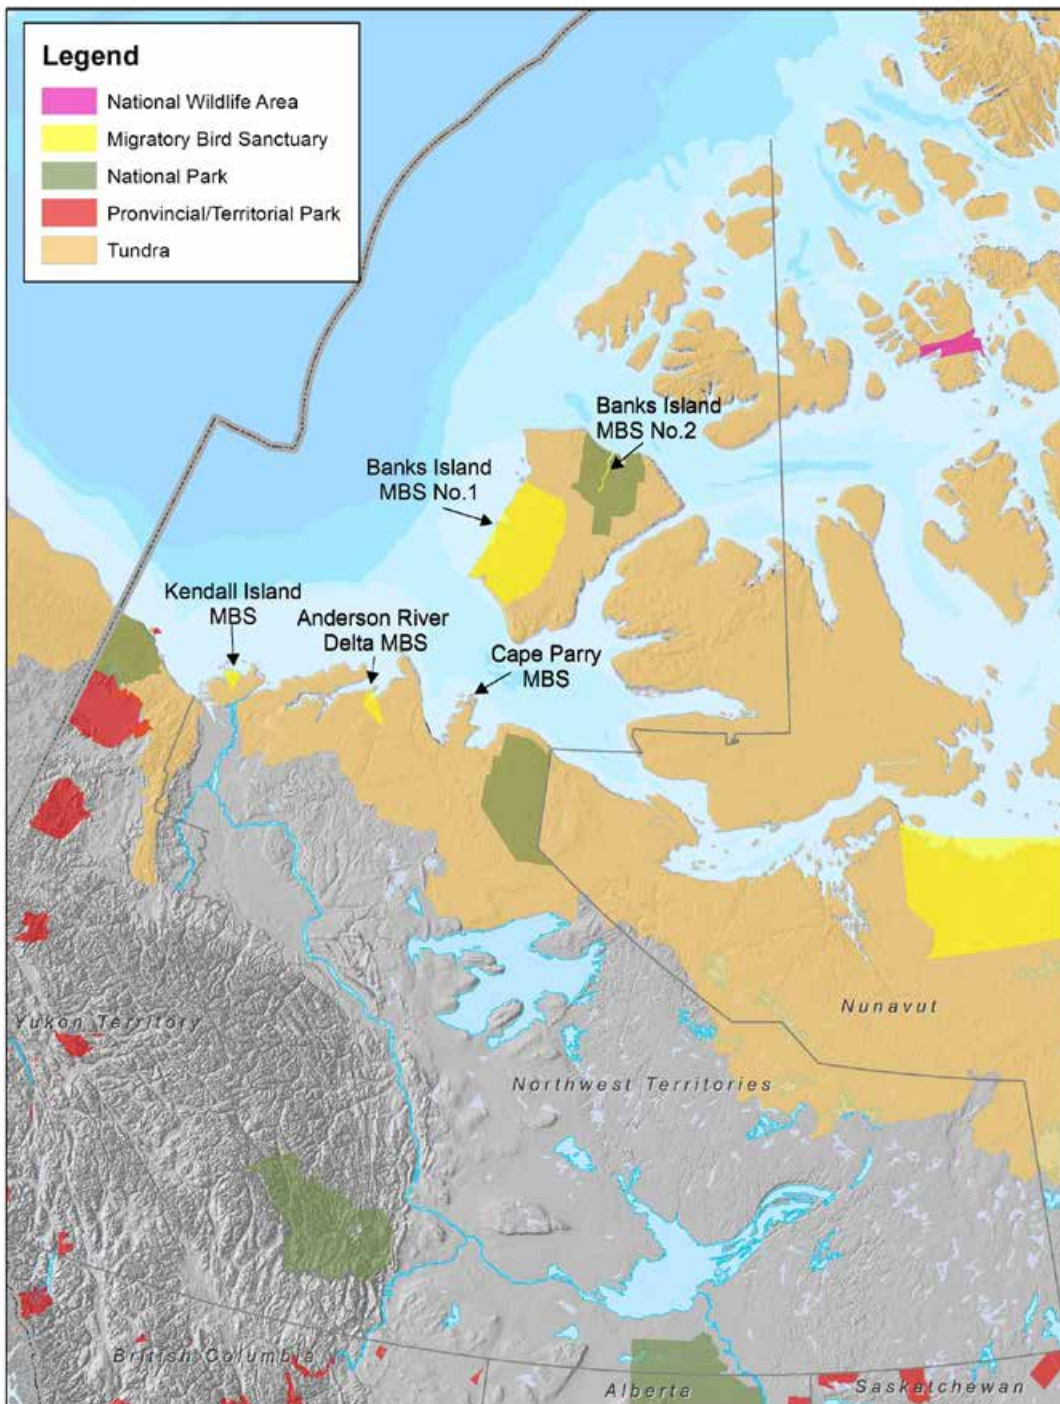 Legend
National Wildlife Area
Migratory Bird Sanctuary
National Park
Pronvincial/Territorial Park
Tundra
Banks Island
MBS No.2
Banks Island
MBS No.1
Kendall Island
MBS
Anderson River
Delta MBS
Cape Parry
MBS
Nunavut
Yukon Territory
Northwest Territories
British Columbia
Alberta
Saskatchewan